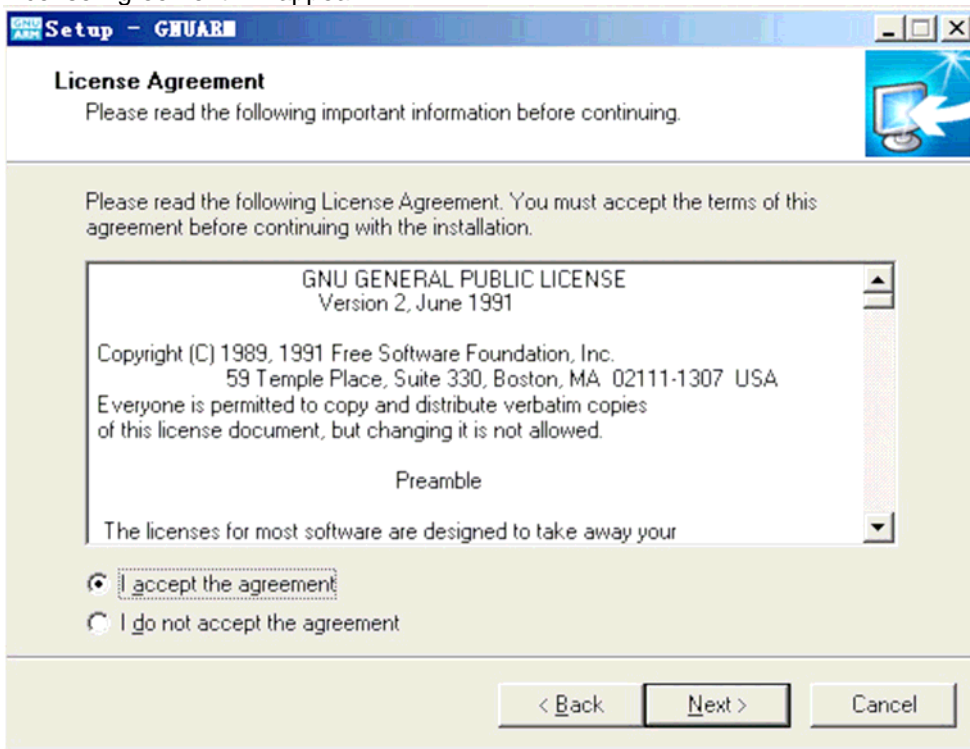 GNU ARM Setup - GNUARM
License Agreement
Please read the following important information before continuing.
Please read the following License Agreement. You must accept the terms of this
agreement before continuing with the installation.
GNU GENERAL PUBLIC LICENSE
Version 2, June 1991
Copyright (C) 1989, 1991 Free Software Foundation, Inc.
59 Temple Place, Suite 330, Boston, MA 02111-1307 USA
Everyone is permitted to copy and distribute verbatim copies
of this license document, but changing it is not allowed.
Preamble
The licenses for most software are designed to take away your
I accept the agreement
I do not accept the agreement
< Back Next > Cancel